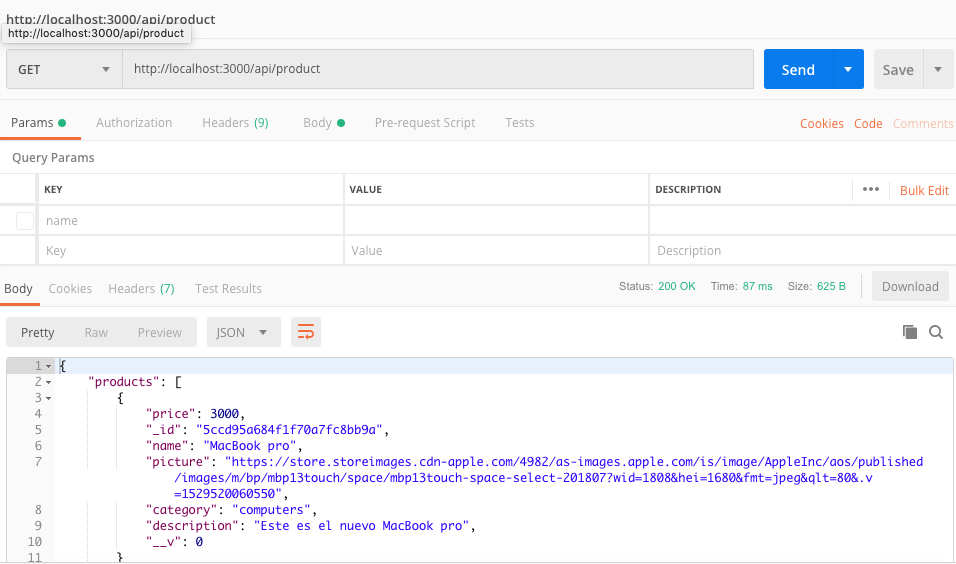 http://localhost:3000/api/product
http://localhost:3000/api/product
GET http://localhost:3000/api/product Send Save
Params Authorization Headers (9) Body Pre-request Script Tests Cookies Code Comments
Query Params
KEY VALUE DESCRIPTION ••• Bulk Edit
name
Key Value Description
Body Cookies Headers (7) Test Results Status: 200 OK Time: 87 ms Size: 625 B Download
Pretty Raw Preview JSON
1 {
2 "products": [
3 {
4 "price": 3000,
5 "_id": "5ccd95a684f1f70a7fc8bb9a",
6 "name": "MacBook pro",
7 "picture": "https://store.storeimages.cdn-apple.com/4982/as-images.apple.com/is/image/AppleInc/aos/published
/images/m/bp/mbp13touch/space/mbp13touch-space-select-201807?wid=1808&hei=1680&fmt=jpeg&qlt=80&.v
=1529520060550",
8 "category": "computers",
9 "description": "Este es el nuevo MacBook pro",
10 "__v": 0
11 }